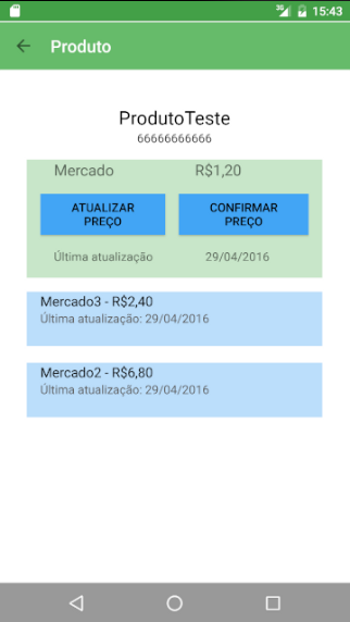 3G 15:43
Produto
ProdutoTeste
66666666666
Mercado R$1,20
ATUALIZAR PREÇO
CONFIRMAR PREÇO
Última atualização 29/04/2016
Mercado3 - R$2,40
Última atualização: 29/04/2016
Mercado2 - R$6,80
Última atualização: 29/04/2016